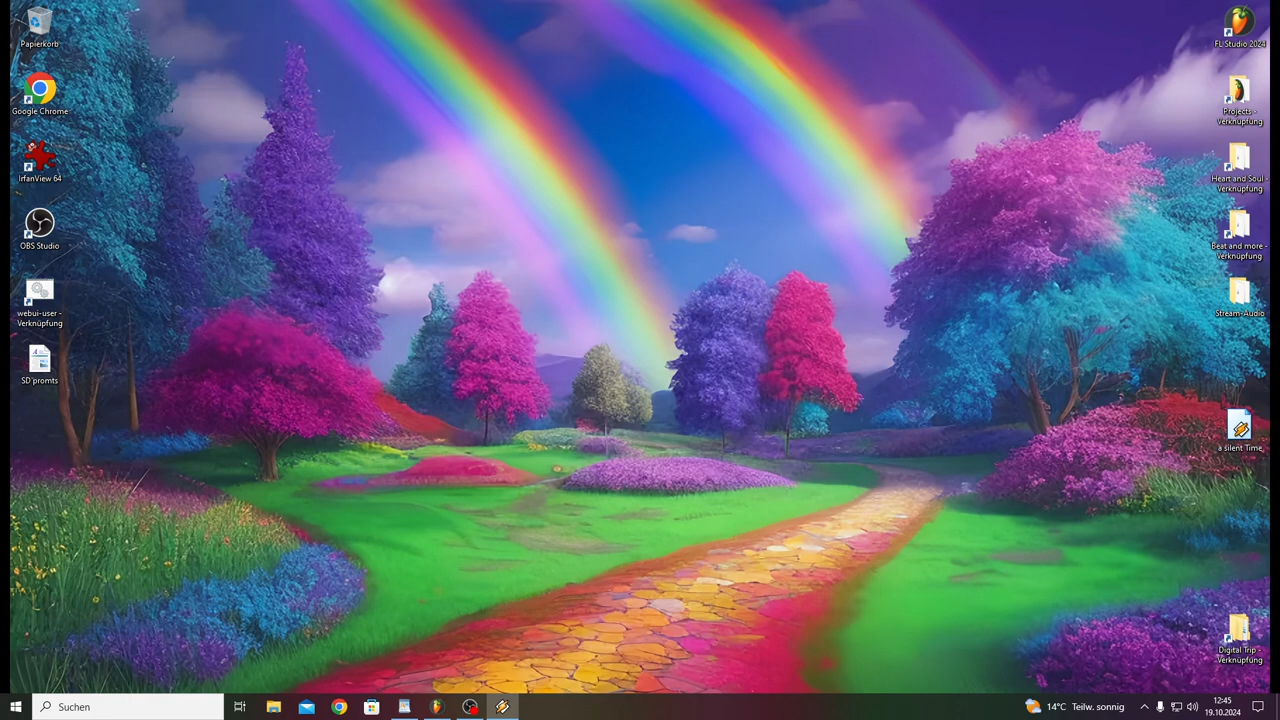 Papierkorb
Google Chrome
IrfanView 64
OBS Studio
webui-user -
Verknüpfung
SD promts
FL Studio 2024
Projects -
Verknüpfung
Heart and Soul -
Verknüpfung
Beat and more -
Verknüpfung
Stream-Audio
a silent Time
Digital Trip -
Verknüpfung
Suchen
14°C Teilw. sonnig
12:45
19.10.2024